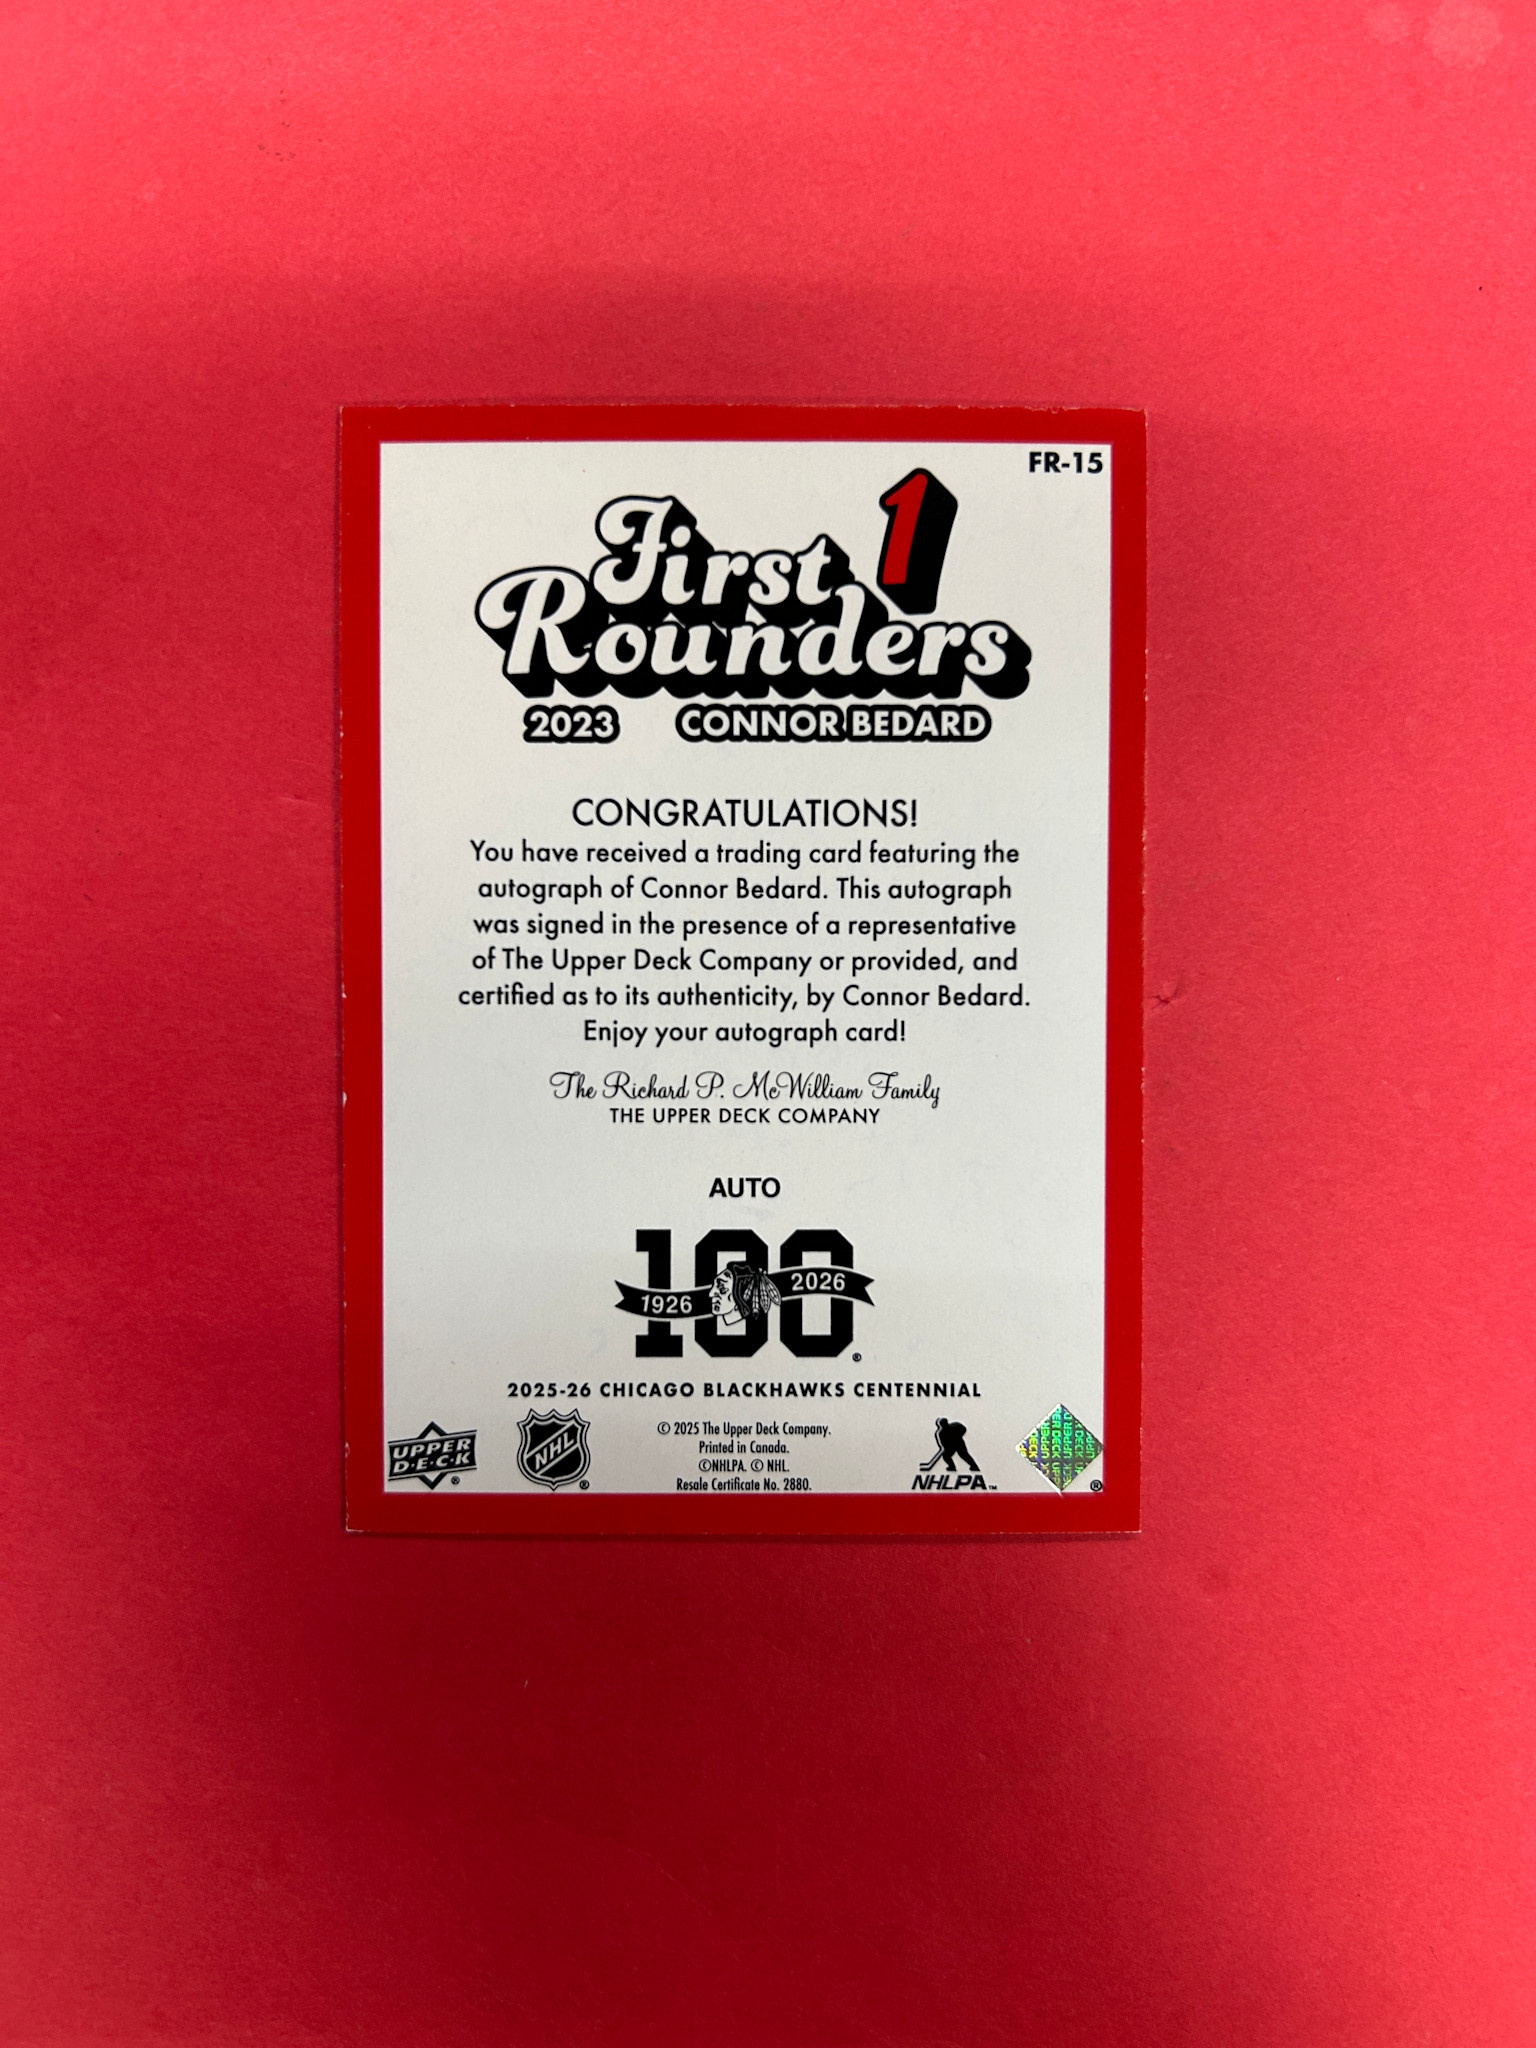 FR-15
1
First
Rounders
2023 CONNOR BEDARD
CONGRATULATIONS!
You have received a trading card featuring the
autograph of Connor Bedard. This autograph
was signed in the presence of a representative
of The Upper Deck Company or provided, and
certified as to its authenticity, by Connor Bedard.
Enjoy your autograph card!
The Richard P. McWilliam Family
THE UPPER DECK COMPANY
AUTO
100
1926 2026
®
2025-26 CHICAGO BLACKHAWKS CENTENNIAL
UPPER
D·E·C·K ®
NHL ®
© 2025 The Upper Deck Company.
Printed in Canada.
©NHLPA. © NHL.
Resale Certificate No. 2880.
NHLPA™
UPPER DECK
®